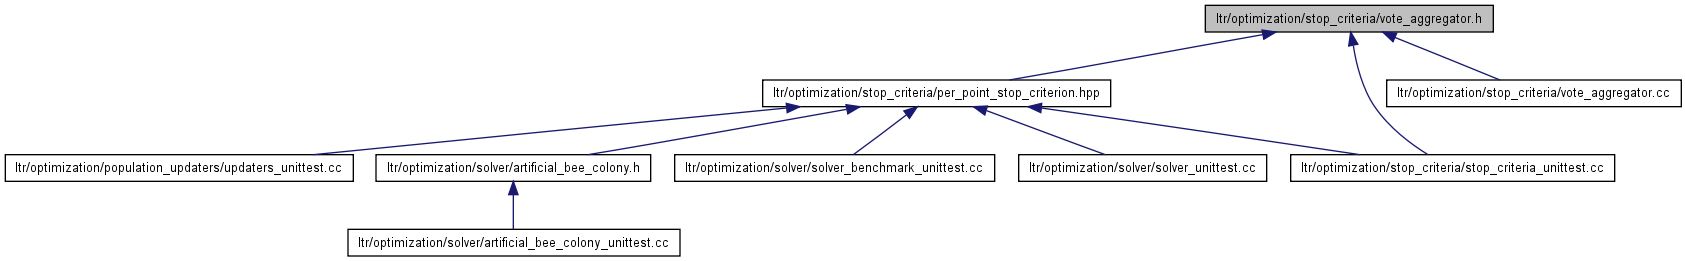 ltr/optimization/stop_criteria/vote_aggregator.h
ltr/optimization/stop_criteria/per_point_stop_criterion.hpp
ltr/optimization/stop_criteria/vote_aggregator.cc
ltr/optimization/population_updaters/updaters_unittest.cc
ltr/optimization/solver/artificial_bee_colony.h
ltr/optimization/solver/solver_benchmark_unittest.cc
ltr/optimization/solver/solver_unittest.cc
ltr/optimization/stop_criteria/stop_criteria_unittest.cc
ltr/optimization/solver/artificial_bee_colony_unittest.cc